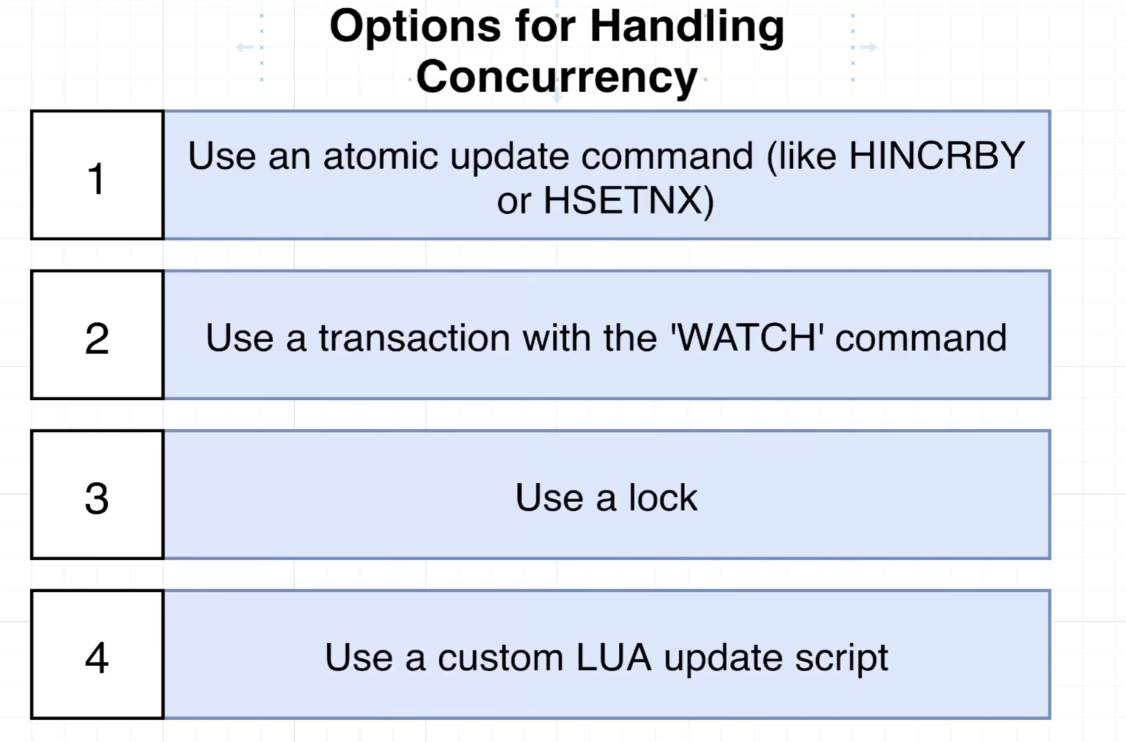 Options for Handling
Concurrency
1
Use an atomic update command (like HINCRBY
or HSETNX)
2
Use a transaction with the 'WATCH' command
3
Use a lock
4
Use a custom LUA update script